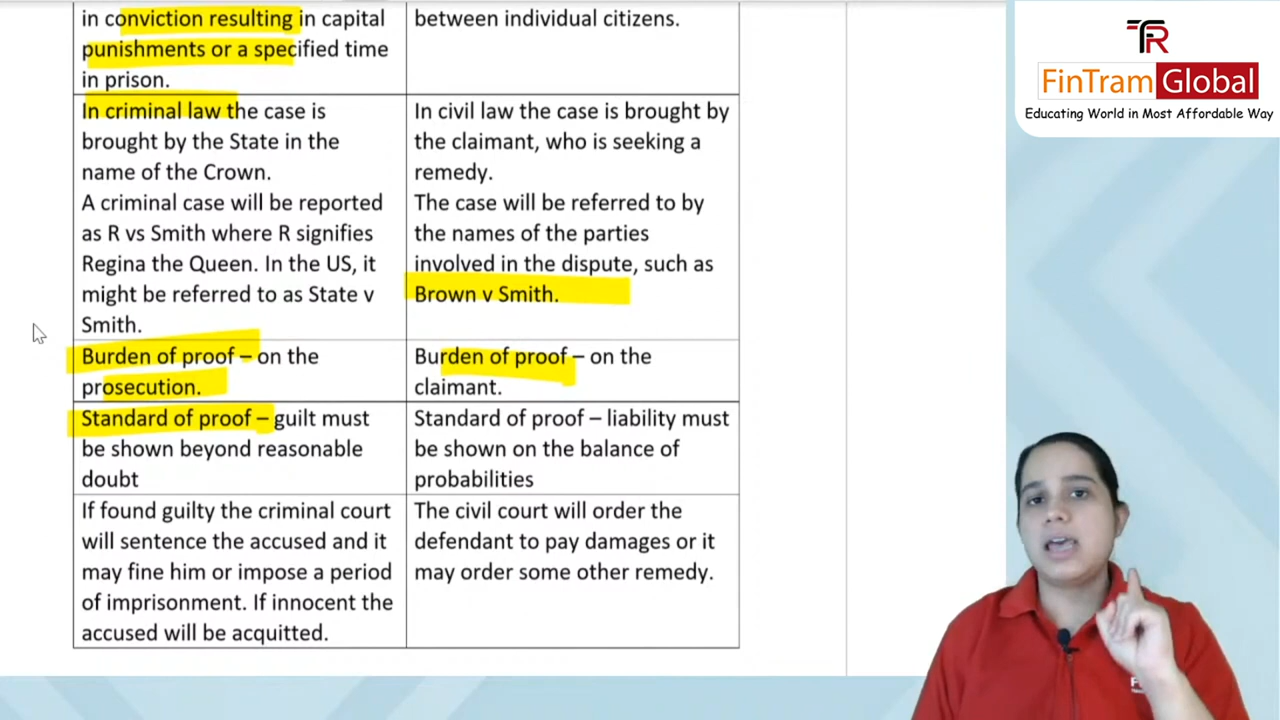 in conviction resulting in capital
punishments or a specified time
in prison.
between individual citizens.
In criminal law the case is
brought by the State in the
name of the Crown.
A criminal case will be reported
as R vs Smith where R signifies
Regina the Queen. In the US, it
might be referred to as State v
Smith.
In civil law the case is brought by
the claimant, who is seeking a
remedy.
The case will be referred to by
the names of the parties
involved in the dispute, such as
Brown v Smith.
Burden of proof – on the
prosecution.
Burden of proof – on the
claimant.
Standard of proof – guilt must
be shown beyond reasonable
doubt
Standard of proof – liability must
be shown on the balance of
probabilities
If found guilty the criminal court
will sentence the accused and it
may fine him or impose a period
of imprisonment. If innocent the
accused will be acquitted.
The civil court will order the
defendant to pay damages or it
may order some other remedy.
FinTram Global
Educating World in Most Affordable Way